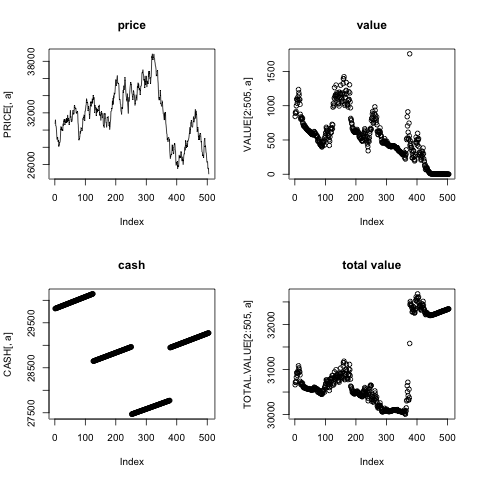 price
PRICE[, a]
26000 29000 32000 38000
0 100 200 300 400 500
Index
value
VALUE[2:505, a]
0 500 1000 1500
0 100 200 300 400 500
Index
cash
CASH[, a]
27500 28500 29500
0 100 200 300 400 500
Index
total value
TOTAL.VALUE[2:505, a]
30000 31000 32000
0 100 200 300 400 500
Index